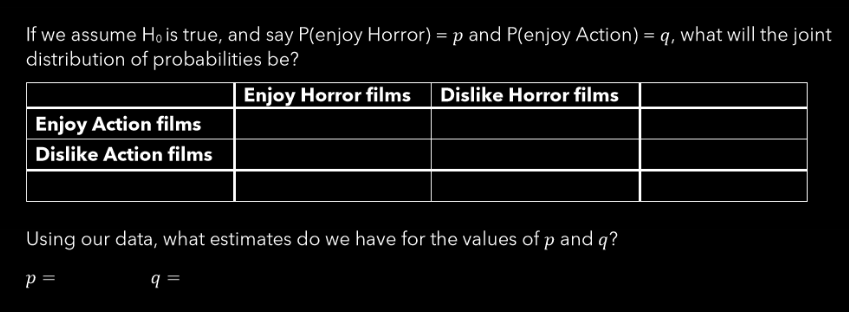 If we assume H₀ is true, and say P(enjoy Horror) = p and P(enjoy Action) = q, what will the joint
distribution of probabilities be?
Enjoy Horror films Dislike Horror films
Enjoy Action films
Dislike Action films
Using our data, what estimates do we have for the values of p and q?
p = q =